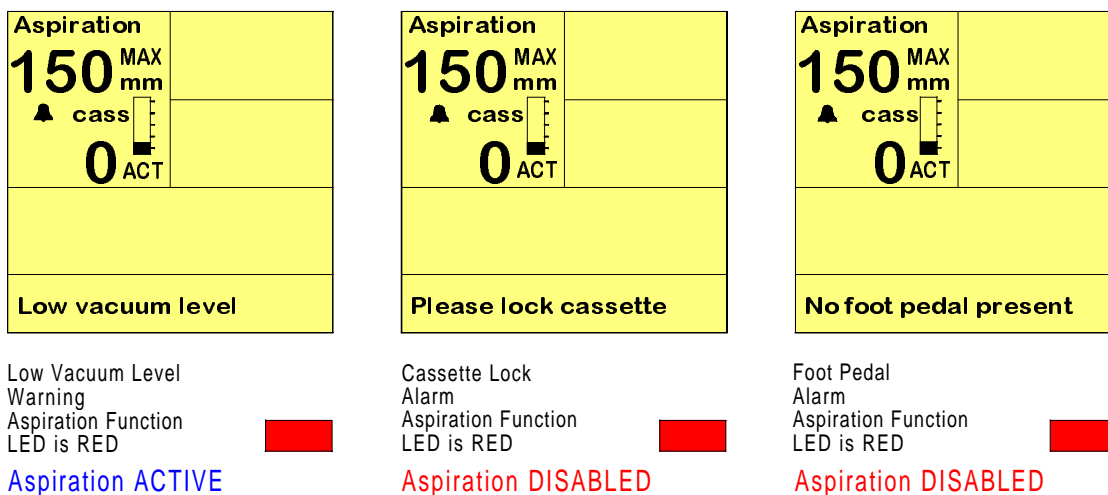 Aspiration
150 MAX
mm
cass
0 ACT
Low vacuum level
Low Vacuum Level
Warning
Aspiration Function
LED is RED
Aspiration ACTIVE
Aspiration
150 MAX
mm
cass
0 ACT
Please lock cassette
Cassette Lock
Alarm
Aspiration Function
LED is RED
Aspiration DISABLED
Aspiration
150 MAX
mm
cass
0 ACT
No foot pedal present
Foot Pedal
Alarm
Aspiration Function
LED is RED
Aspiration DISABLED